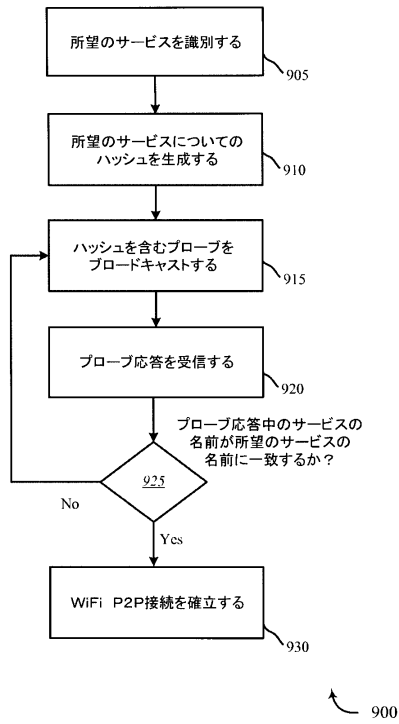 所望のサービスを識別する
905
所望のサービスについての
ハッシュを生成する
910
ハッシュを含むプローブを
ブロードキャストする
915
プローブ応答を受信する
920
プローブ応答中のサービスの
名前が所望のサービスの
名前に一致するか？
925
No
Yes
WiFi P2P接続を確立する
930
900